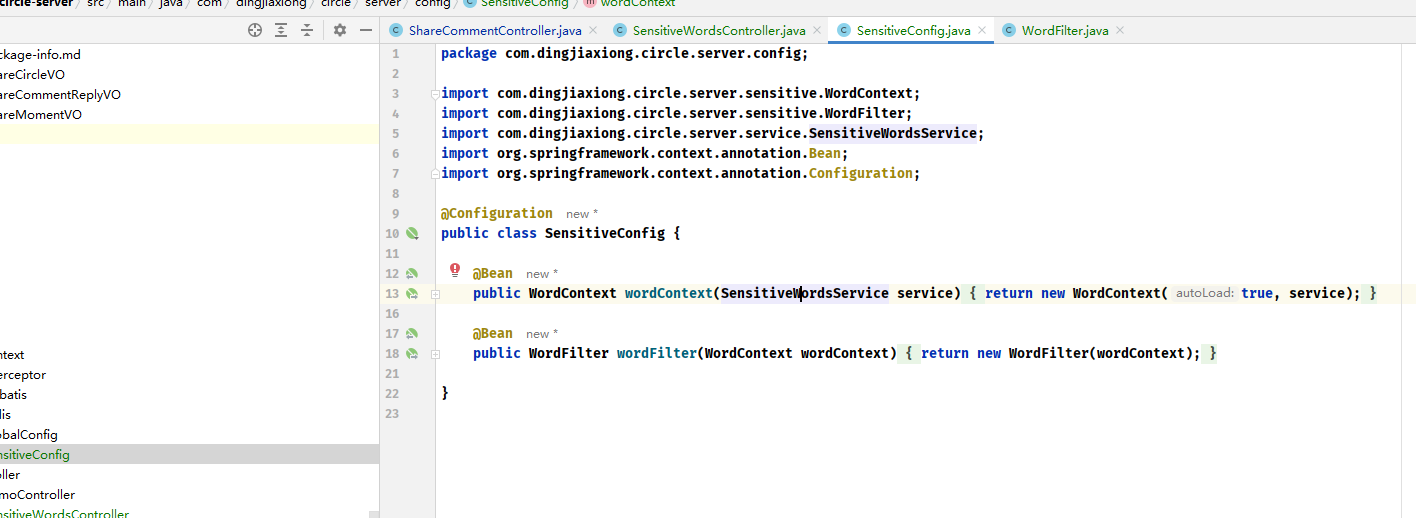 circle-server / src / main / java / com / dingjiaxiong / circle / server / config / SensitiveConfig / wordContext
ShareCommentController.java × SensitiveWordsController.java × SensitiveConfig.java × WordFilter.java ×
ckage-info.md
areCircleVO
areCommentReplyVO
areMomentVO
ntext
erceptor
batis
dis
obalConfig
nsitiveConfig
oller
moController
nsitiveWordsController
1 package com.dingjiaxiong.circle.server.config;
2
3 import com.dingjiaxiong.circle.server.sensitive.WordContext;
4 import com.dingjiaxiong.circle.server.sensitive.WordFilter;
5 import com.dingjiaxiong.circle.server.service.SensitiveWordsService;
6 import org.springframework.context.annotation.Bean;
7 import org.springframework.context.annotation.Configuration;
8
9 @Configuration new *
10 public class SensitiveConfig {
11
12 @Bean new *
13 public WordContext wordContext(SensitiveWordsService service) { return new WordContext( autoLoad: true, service); }
16
17 @Bean new *
18 public WordFilter wordFilter(WordContext wordContext) { return new WordFilter(wordContext); }
21
22 }
23